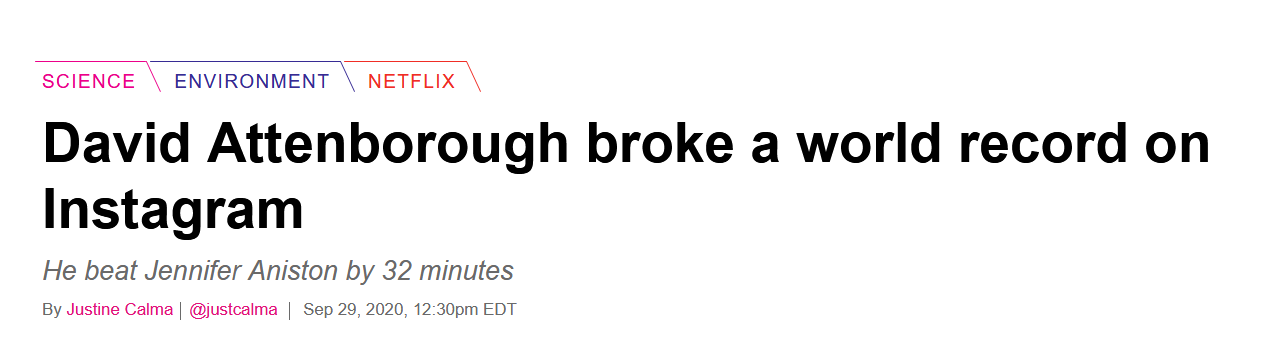 SCIENCE ENVIRONMENT NETFLIX
David Attenborough broke a world record on
Instagram
He beat Jennifer Aniston by 32 minutes
By Justine Calma | @justcalma | Sep 29, 2020, 12:30pm EDT